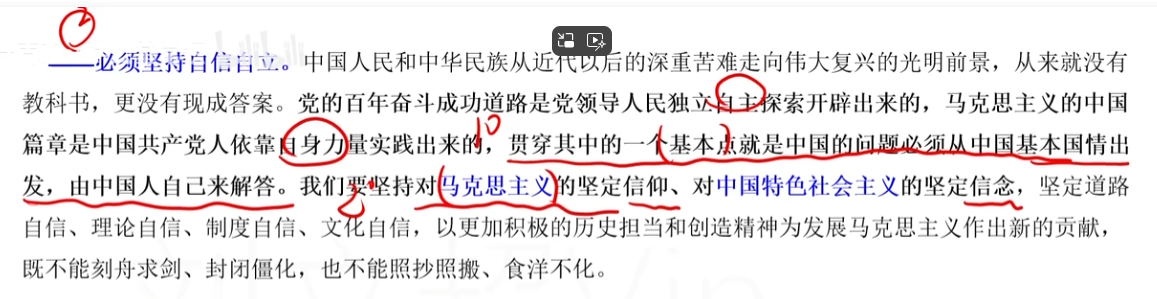 ——必须坚持自信自立。中国人民和中华民族从近代以后的深重苦难走向伟大复兴的光明前景，从来就没有
教科书，更没有现成答案。党的百年奋斗成功道路是党领导人民独立自主探索开辟出来的，马克思主义的中国
篇章是中国共产党人依靠自身力量实践出来的，贯穿其中的一个基本点就是中国的问题必须从中国基本国情出
发，由中国人自己来解答。我们要坚持对马克思主义的坚定信仰、对中国特色社会主义的坚定信念，坚定道路
自信、理论自信、制度自信、文化自信，以更加积极的历史担当和创造精神为发展马克思主义作出新的贡献，
既不能刻舟求剑、封闭僵化，也不能照抄照搬、食洋不化。